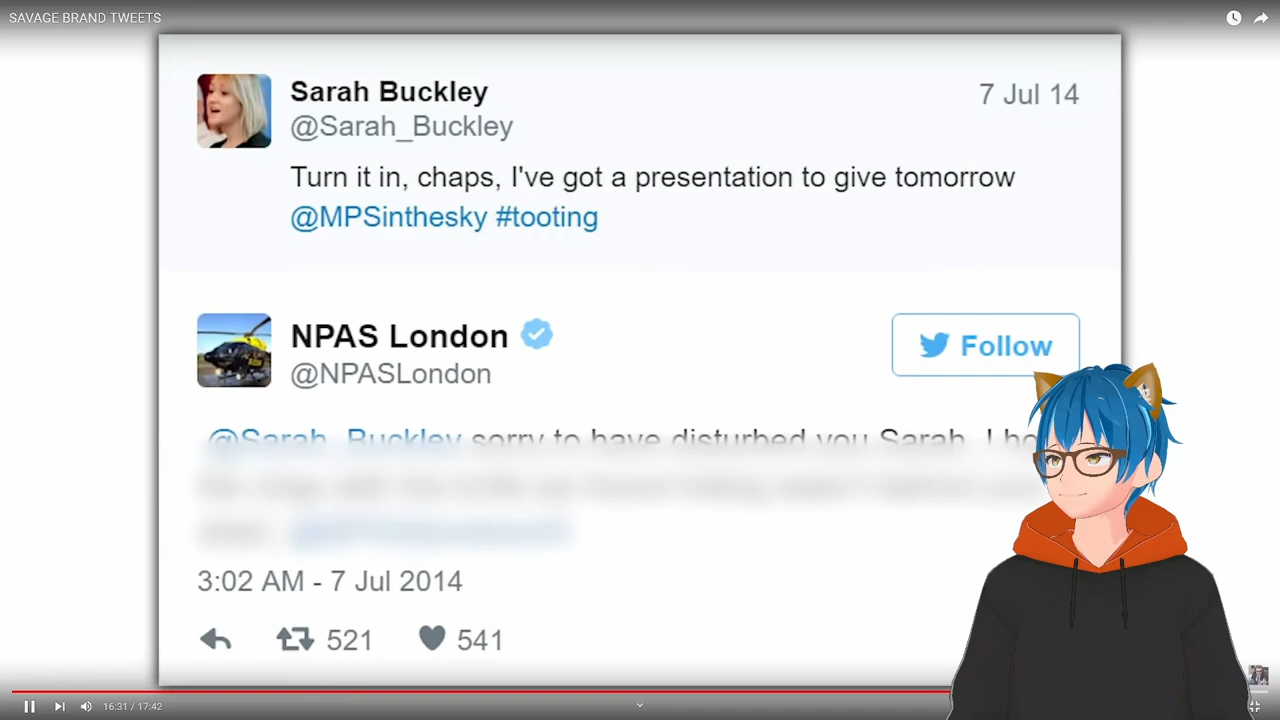 SAVAGE BRAND TWEETS
Sarah Buckley
7 Jul 14
@Sarah_Buckley
Turn it in, chaps, I've got a presentation to give tomorrow
@MPSinthesky #tooting
NPAS London
@NPASLondon
Follow
@Sarah_Buckley sorry to have disturbed you Sarah. I
3:02 AM - 7 Jul 2014
521
541
16:31 / 17:42